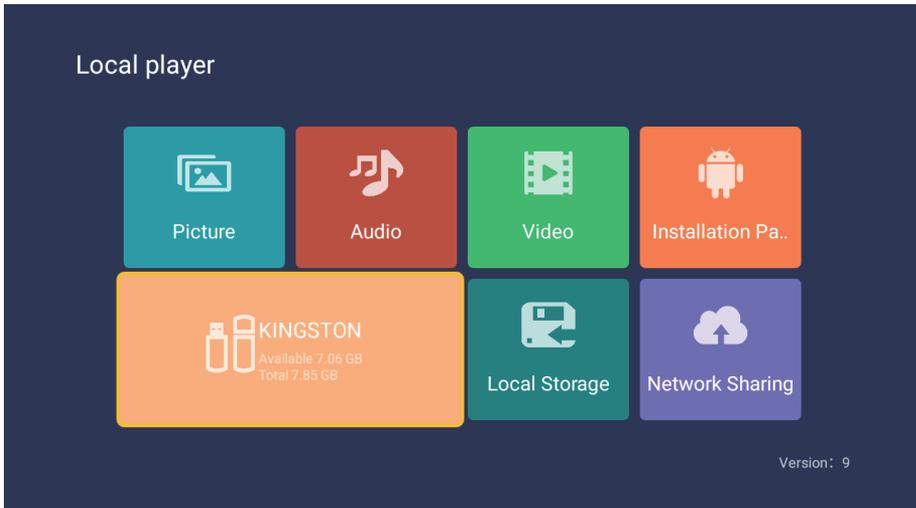 Local player
Picture
Audio
Video
Installation Pa..
KINGSTON
Available 7.06 GB
Total 7.85 GB
Local Storage
Network Sharing
Version：9